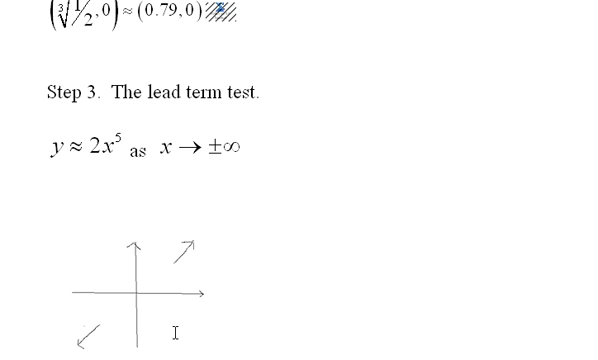 (∛1/2, 0) ≈ (0.79, 0)
Step 3. The lead term test.
y ≈ 2x⁵ as x → ±∞